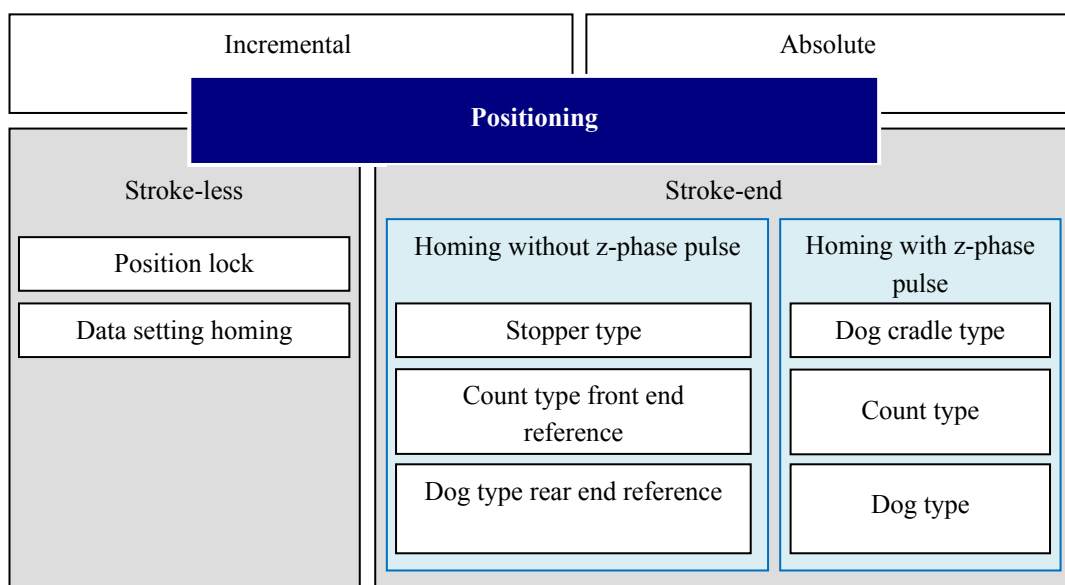 Incremental
Absolute
Positioning
Stroke-less
Position lock
Data setting homing
Stroke-end
Homing without z-phase pulse
Stopper type
Count type front end
reference
Dog type rear end reference
Homing with z-phase
pulse
Dog cradle type
Count type
Dog type